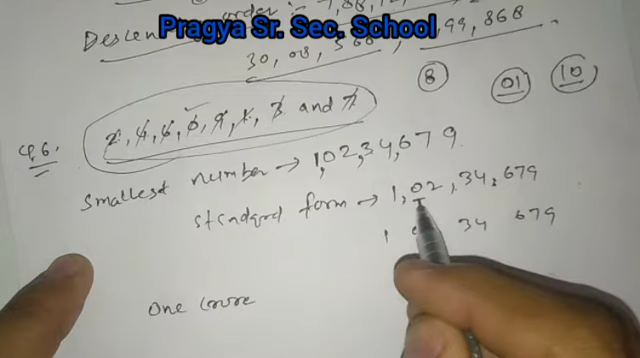 order:
Descen
Pragya Sr. Sec. School
30,08,568, ,99,868
8 01 10
Q6. 2, 4, 6, 0, 9, 1, 3 and 7
Smallest number → 1,02,34,679
Standard form → 1,02,34,679
1 34 679
One crore